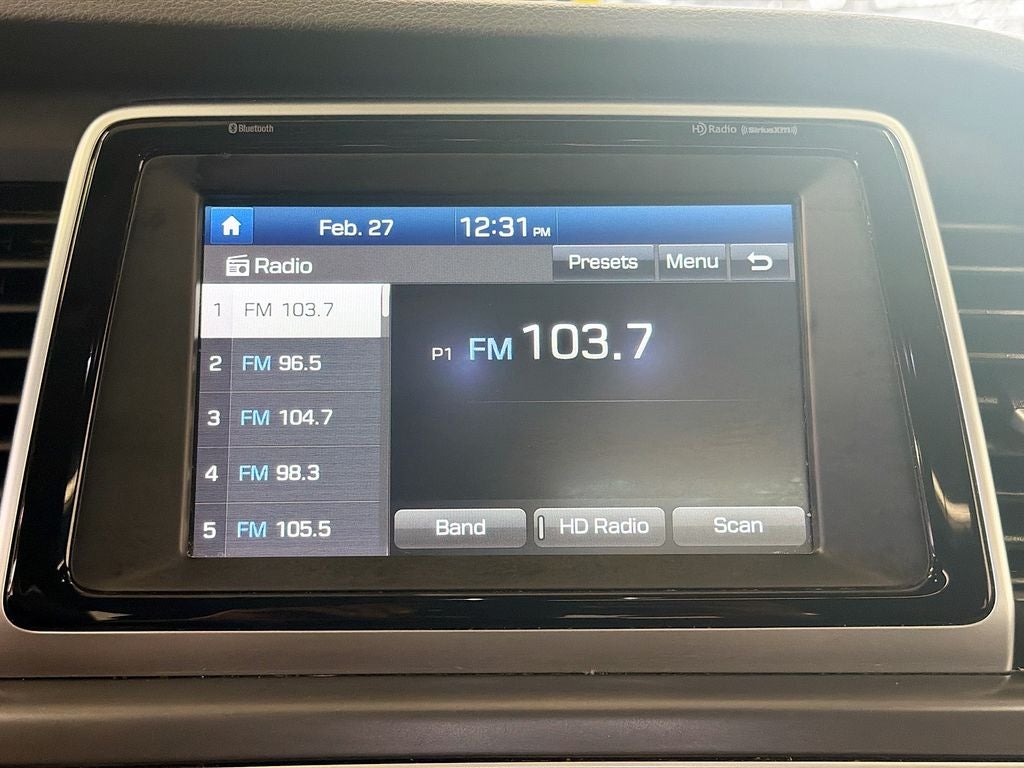 Bluetooth
HD Radio ((SiriusXM))
Feb. 27 12:31 PM
Radio Presets Menu
1 FM 103.7
2 FM 96.5
3 FM 104.7
4 FM 98.3
5 FM 105.5
P1 FM 103.7
Band HD Radio Scan